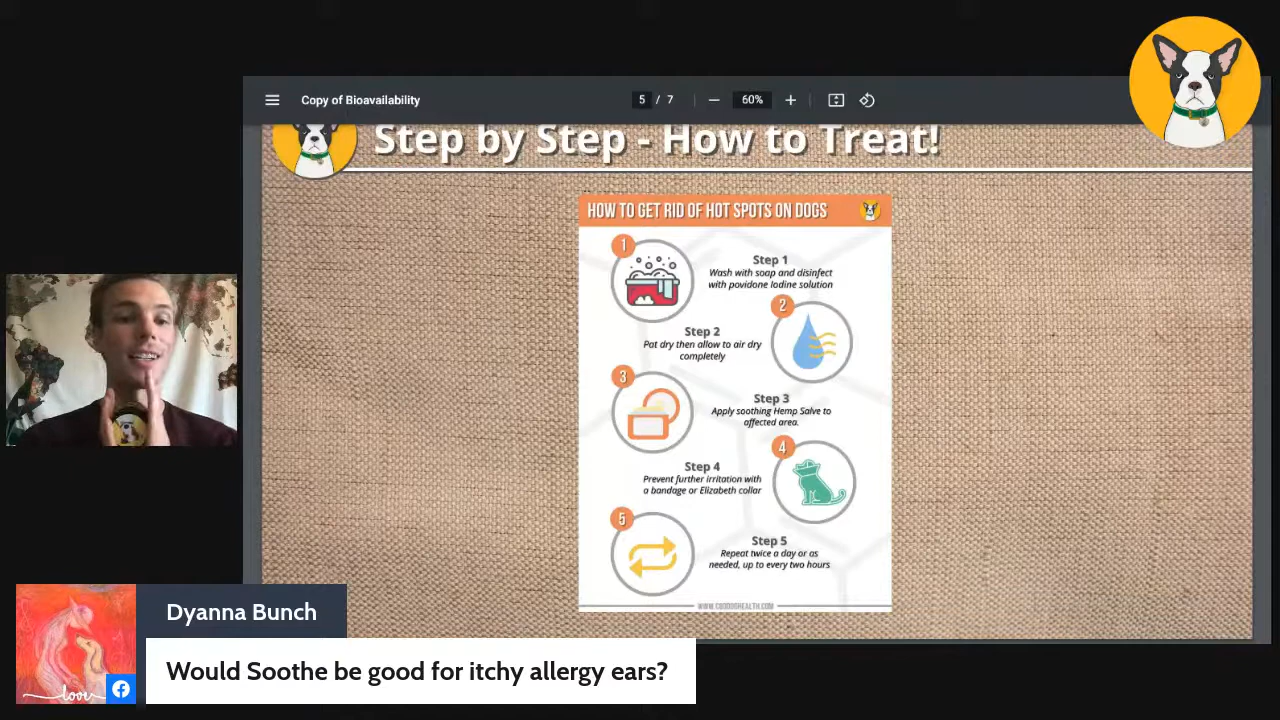 Copy of Bioavailability
5 / 7
60%
Step by Step - How to Treat!
HOW TO GET RID OF HOT SPOTS ON DOGS
1
Step 1
Wash with soap and disinfect
with povidone Iodine solution
2
Step 2
Pat dry then allow to air dry
completely
3
Step 3
Apply soothing Hemp Salve to
affected area.
4
Step 4
Prevent further irritation with
a bandage or Elizabeth collar
5
Step 5
Repeat twice a day or as
needed, up to every two hours
Dyanna Bunch
Would Soothe be good for itchy allergy ears?
love